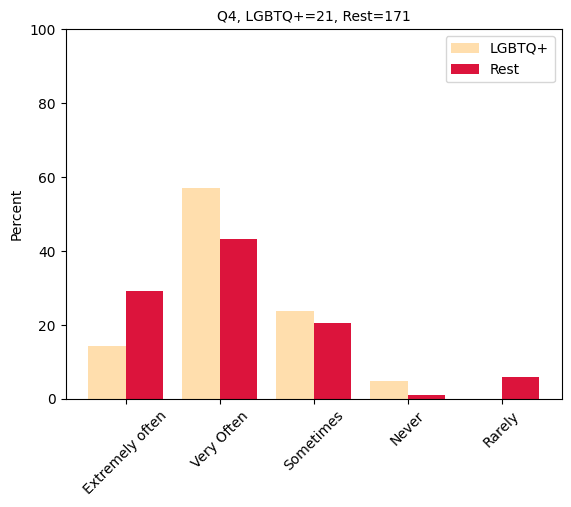 Q4, LGBTQ+=21, Rest=171
100
80
60
40
20
0
Percent
LGBTQ+
Rest
Extremely often
Very Often
Sometimes
Never
Rarely